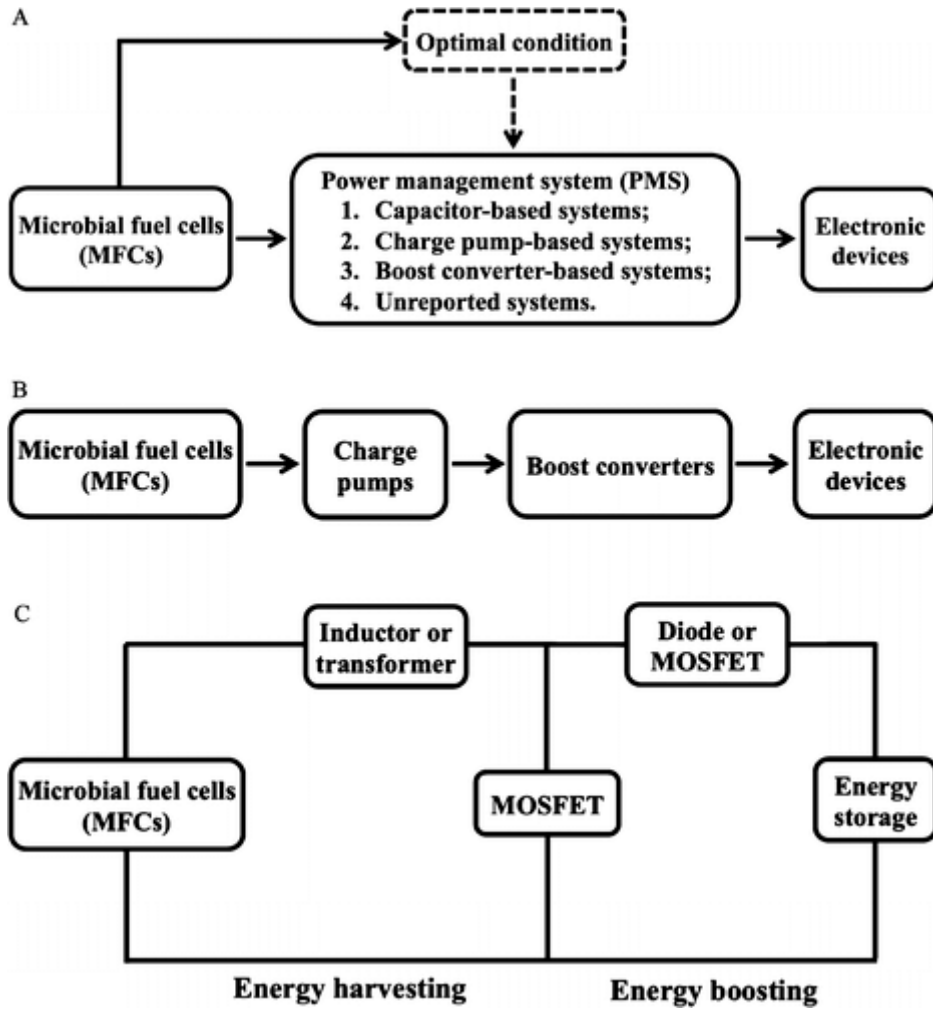 A
Optimal condition
Power management system (PMS)
1. Capacitor-based systems;
2. Charge pump-based systems;
3. Boost converter-based systems;
4. Unreported systems.
Microbial fuel cells
(MFCs)
Electronic
devices
B
Microbial fuel cells
(MFCs)
Charge
pumps
Boost converters
Electronic
devices
C
Inductor or
transformer
Diode or
MOSFET
Microbial fuel cells
(MFCs)
MOSFET
Energy
storage
Energy harvesting
Energy boosting